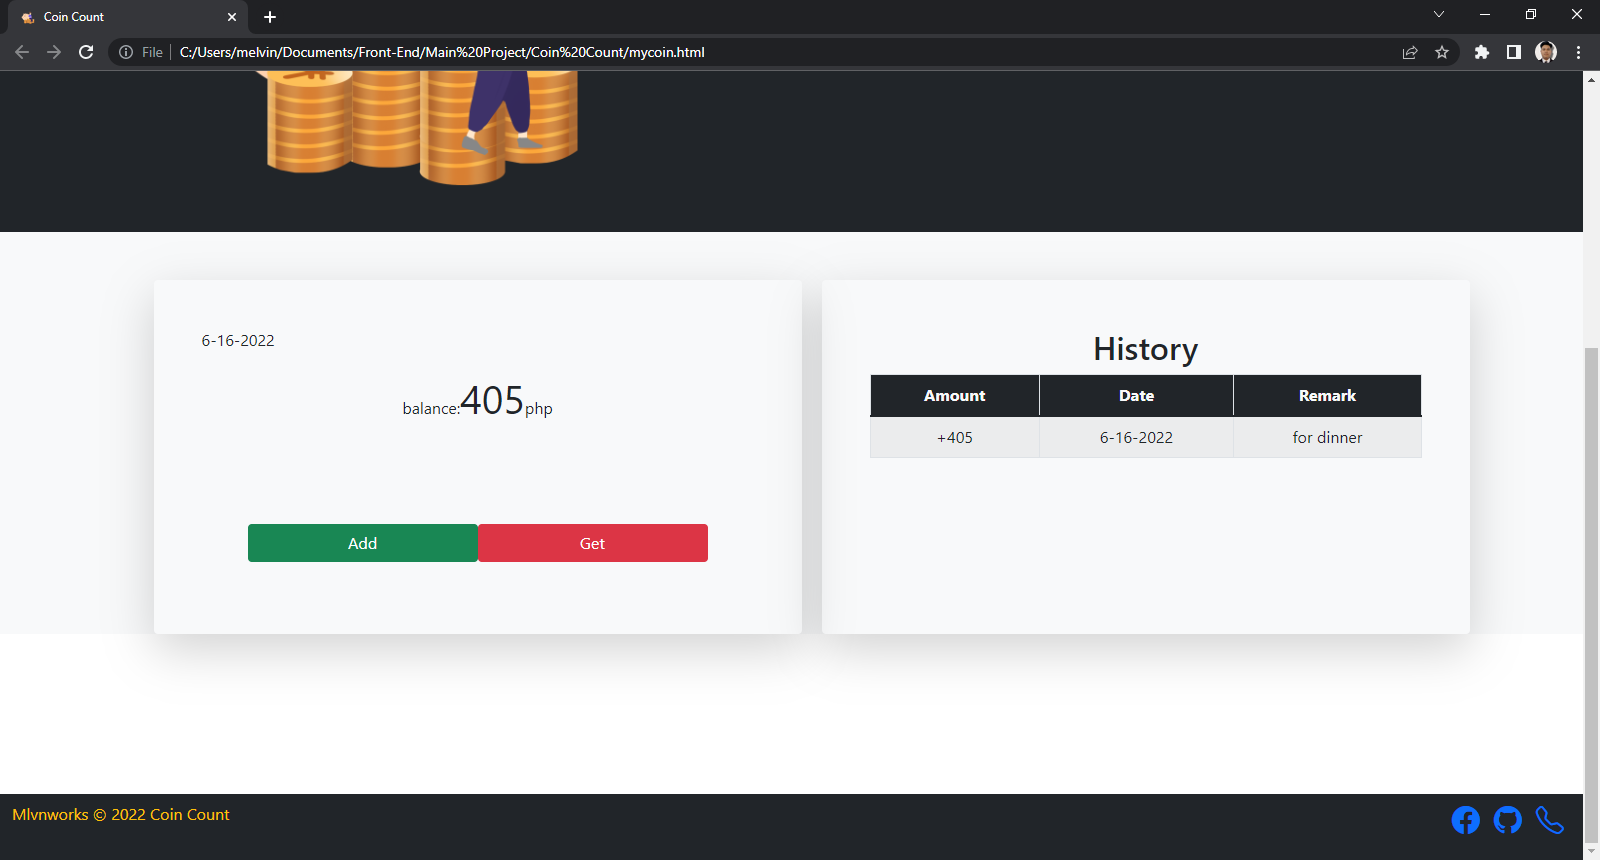 Coin Count
File
C:/Users/melvin/Documents/Front-End/Main%20Project/Coin%20Count/mycoin.html
6-16-2022
balance:405php
Add Get
History
Amount Date Remark
+405 6-16-2022 for dinner
Mlvnworks © 2022 Coin Count